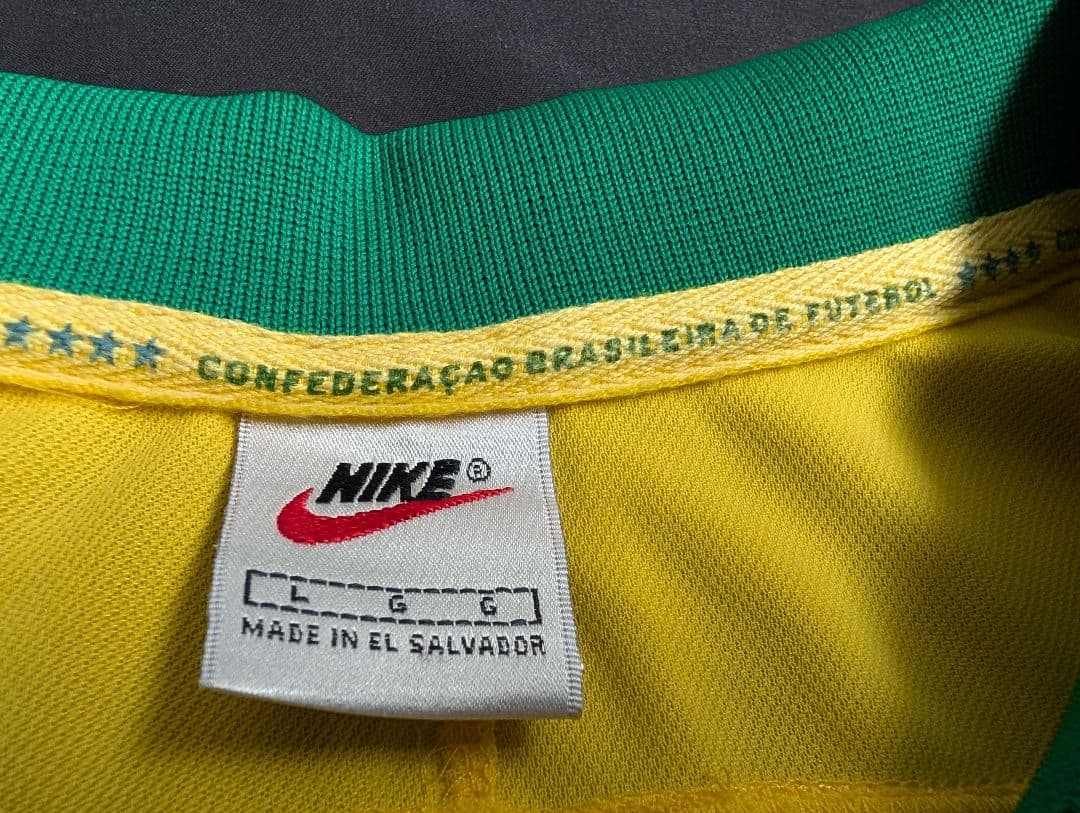 ★★★★ CONFEDERAÇAO BRASILEIRA DE FUTEBOL ★★★★
NIKE®
L G G
MADE IN EL SALVADOR